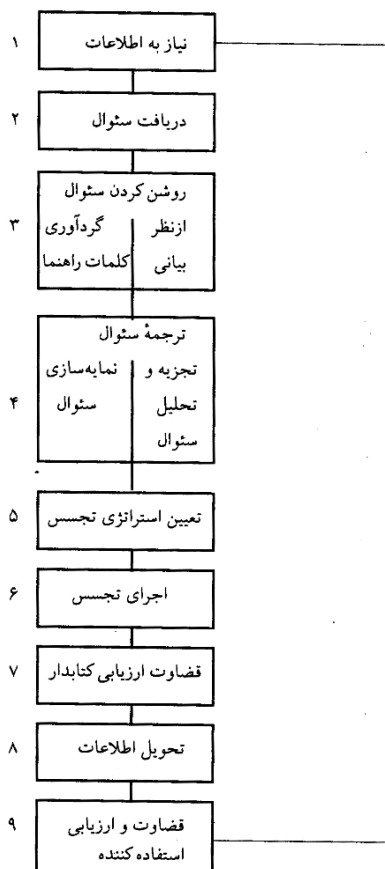 ۱ نیاز به اطلاعات
۲ دریافت سئوال
روشن کردن سئوال
۳ ازنظر گردآوری
بیانی کلمات راهنما
ترجمهٔ سئوال
تجزیه و نمایه‌سازی
۴ تحلیل سئوال
سئوال
۵ تعیین استراتژی تجسس
۶ اجرای تجسس
۷ قضاوت ارزیابی کتابدار
۸ تحویل اطلاعات
۹ قضاوت و ارزیابی
استفاده کننده